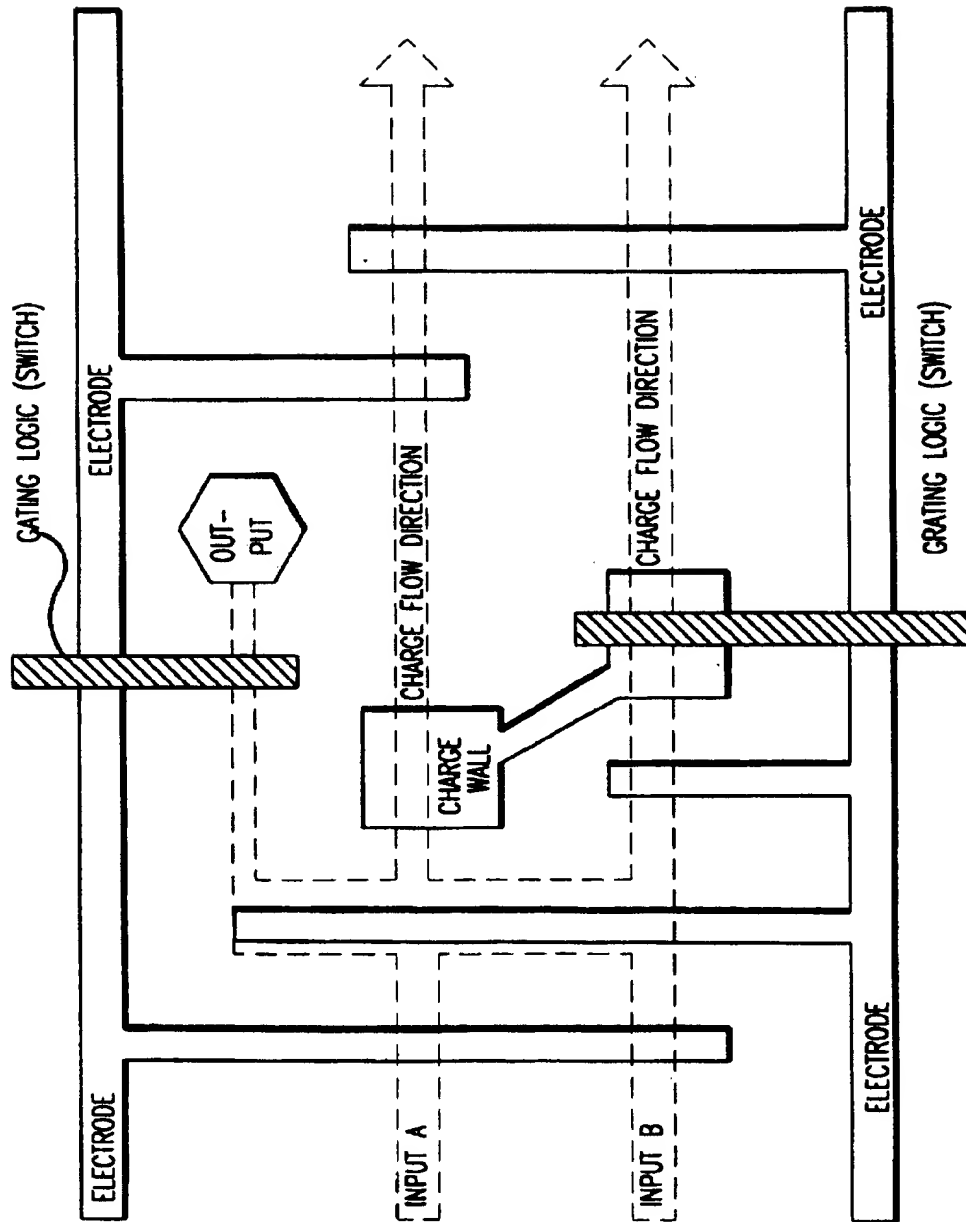 GATING LOGIC (SWITCH)
ELECTRODE
ELECTRODE
OUT-
PUT
CHARGE FLOW DIRECTION
CHARGE
WALL
INPUT A
CHARGE FLOW DIRECTION
INPUT B
ELECTRODE
ELECTRODE
GRATING LOGIC (SWITCH)